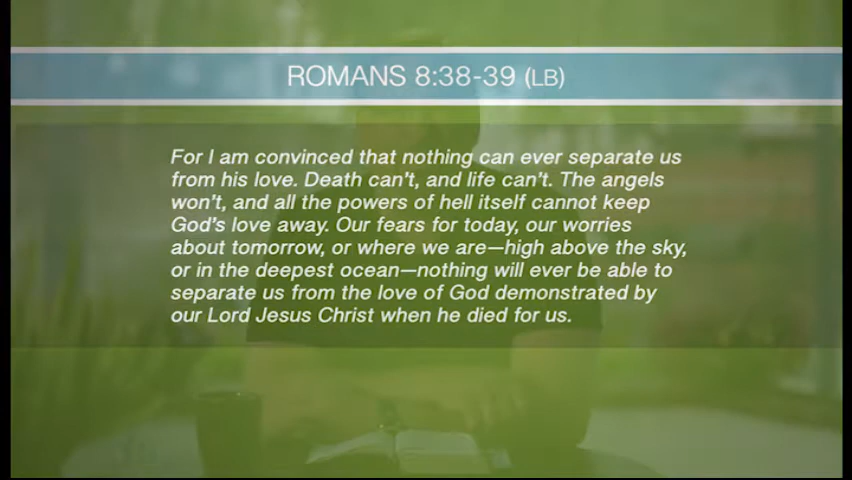 ROMANS 8:38-39 (LB)
For I am convinced that nothing can ever separate us
from his love. Death can't, and life can't. The angels
won't, and all the powers of hell itself cannot keep
God's love away. Our fears for today, our worries
about tomorrow, or where we are—high above the sky,
or in the deepest ocean—nothing will ever be able to
separate us from the love of God demonstrated by
our Lord Jesus Christ when he died for us.